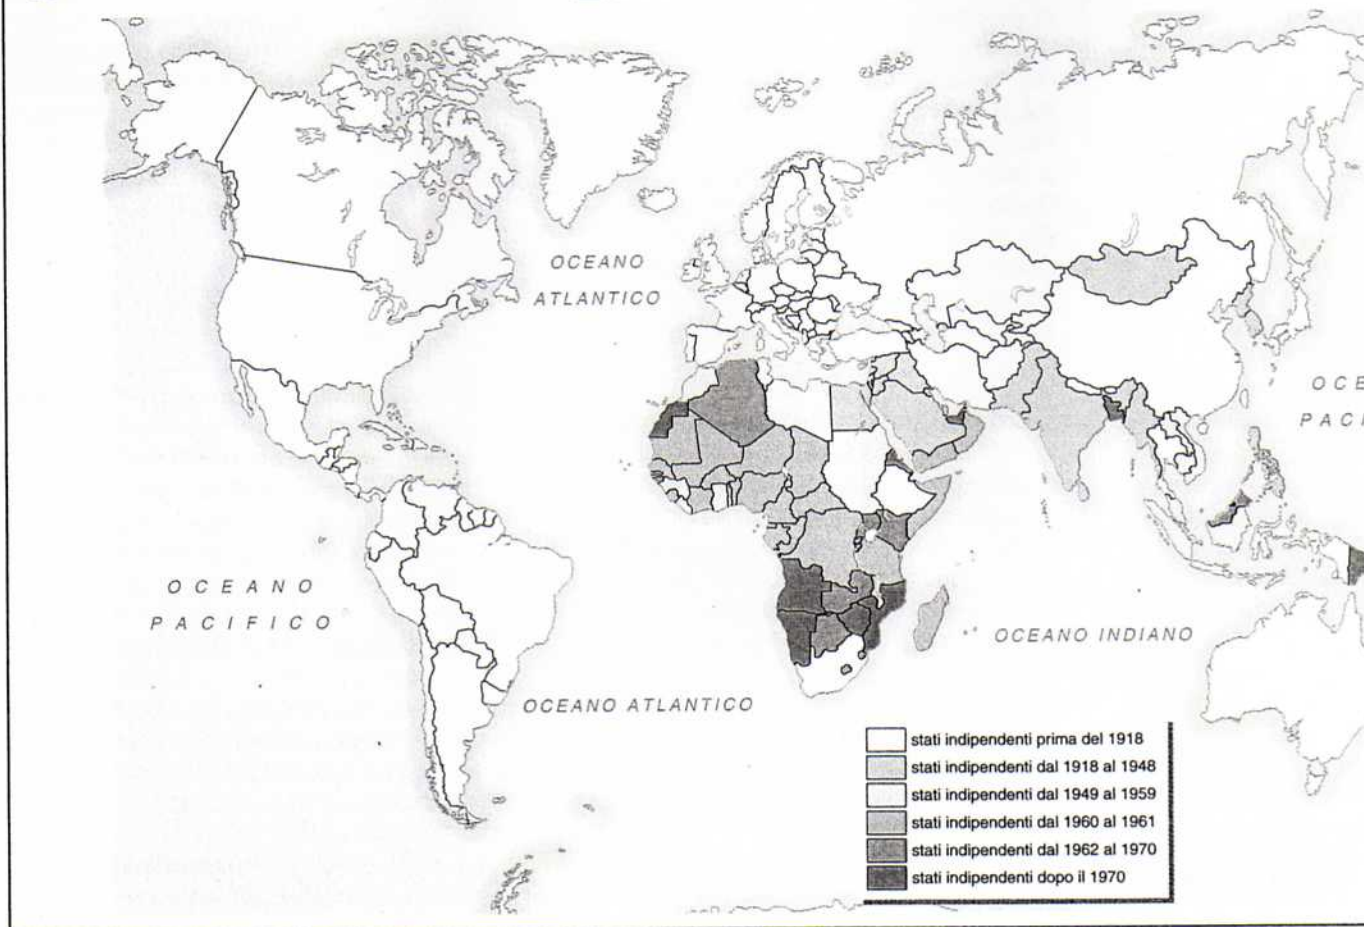 OCEANO
ATLANTICO
OCE
PACI
OCEANO
PACIFICO
OCEANO INDIANO
OCEANO ATLANTICO
stati indipendenti prima del 1918
stati indipendenti dal 1918 al 1948
stati indipendenti dal 1949 al 1959
stati indipendenti dal 1960 al 1961
stati indipendenti dal 1962 al 1970
stati indipendenti dopo il 1970